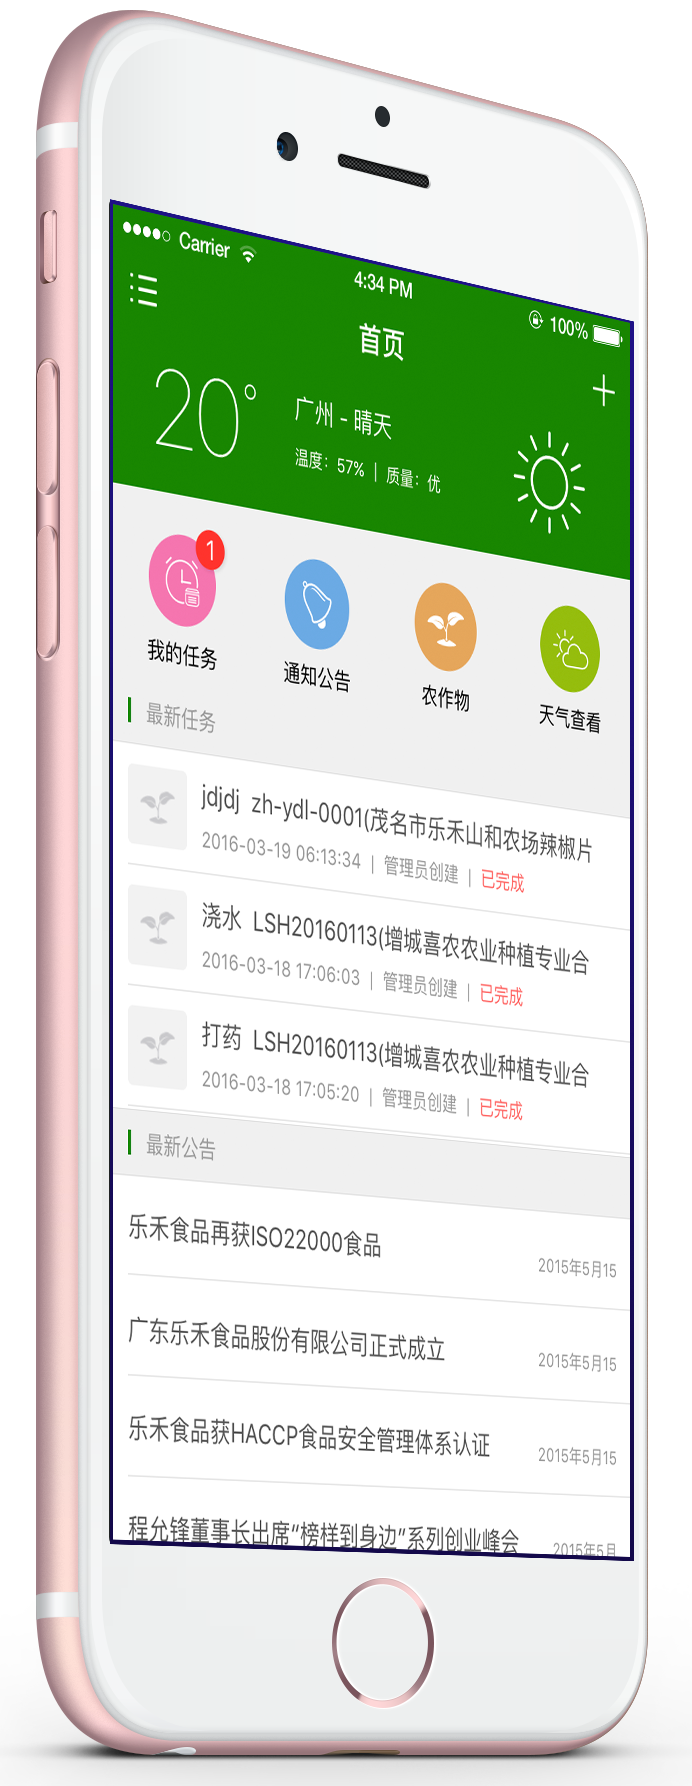 Carrier
4:34 PM
100%
首页
20°
广州 - 晴天
温度：57% | 质量：优
1
我的任务
通知公告
农作物
天气查看
最新任务
jdjdj zh-ydl-0001(茂名市乐禾山和农场辣椒片
2016-03-19 06:13:34 | 管理员创建 | 已完成
浇水 LSH20160113(增城喜农农业种植专业合
2016-03-18 17:06:03 | 管理员创建 | 已完成
打药 LSH20160113(增城喜农农业种植专业合
2016-03-18 17:05:20 | 管理员创建 | 已完成
最新公告
乐禾食品再获ISO22000食品
2015年5月15
广东乐禾食品股份有限公司正式成立
2015年5月15
乐禾食品获HACCP食品安全管理体系认证
2015年5月15
程允锋董事长出席“榜样到身边”系列创业峰会
2015年5月